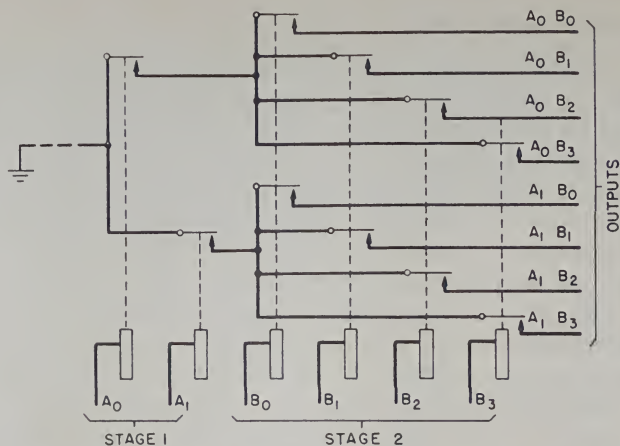 A₀ B₀
A₀ B₁
A₀ B₂
A₀ B₃
A₁ B₀
A₁ B₁
A₁ B₂
A₁ B₃
OUTPUTS
A₀ A₁ B₀ B₁ B₂ B₃
STAGE 1 STAGE 2